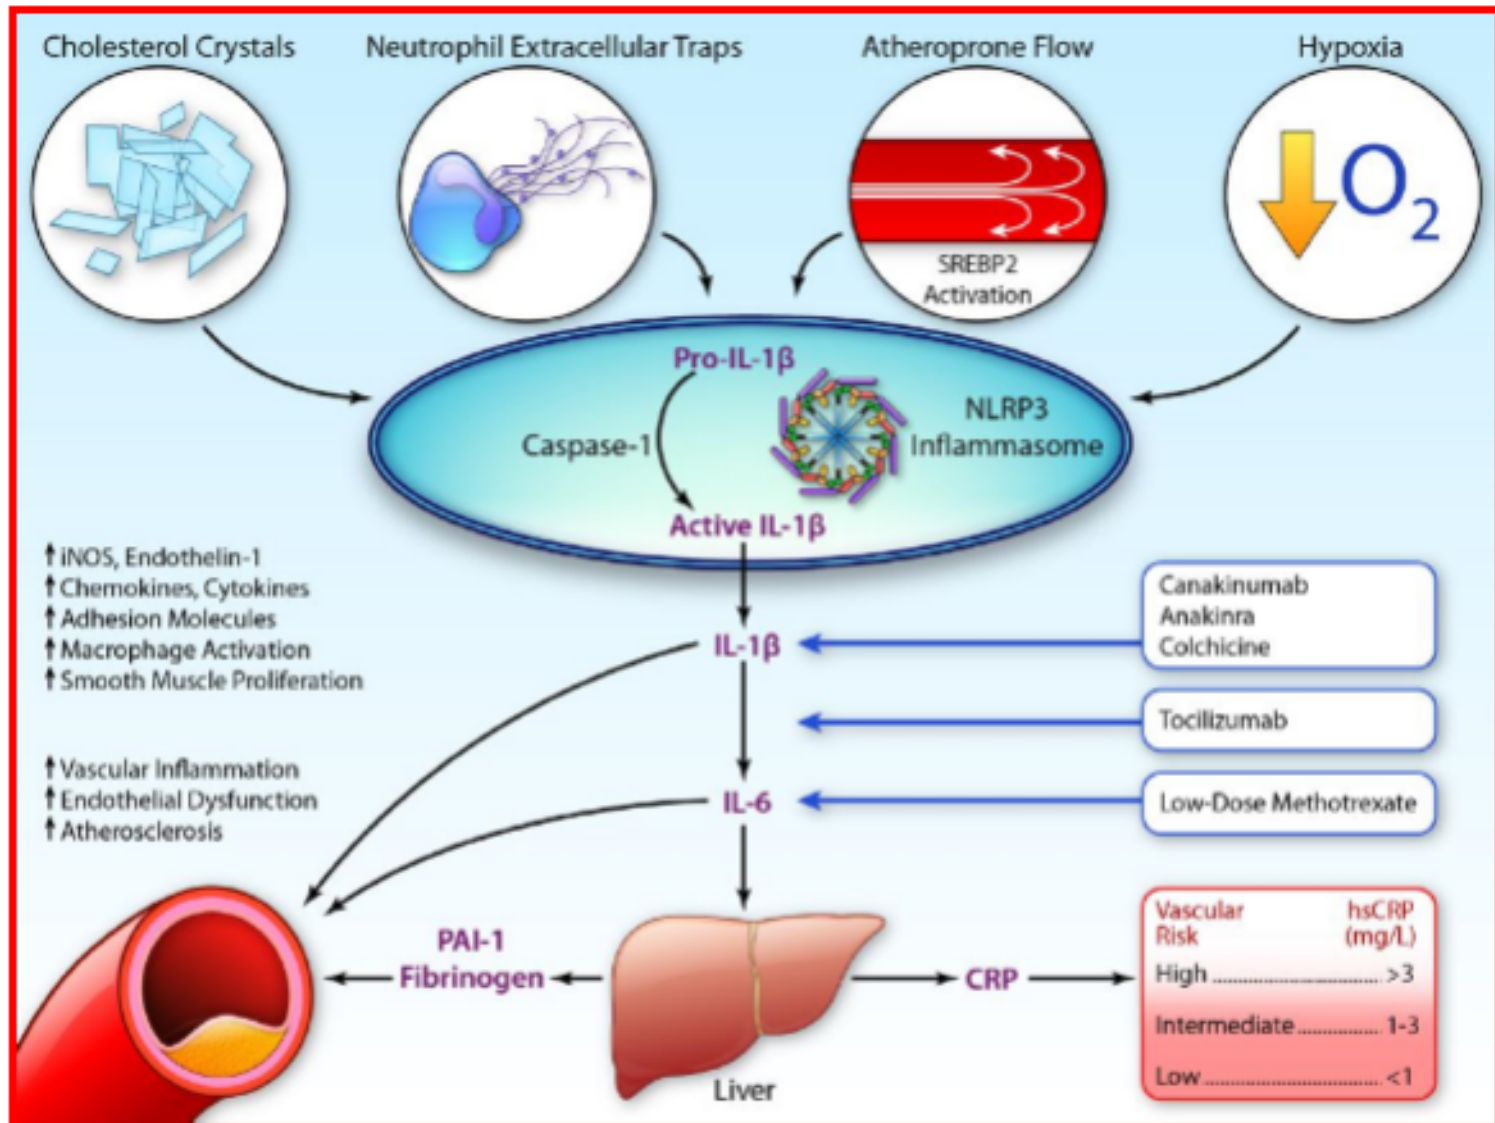 Cholesterol Crystals
Neutrophil Extracellular Traps
Atheroprone Flow
Hypoxia
SREBP2
Activation
O2
Pro-IL-1β
Caspase-1
NLRP3
Inflammasome
Active IL-1β
↑iNOS, Endothelin-1
↑Chemokines, Cytokines
↑Adhesion Molecules
↑Macrophage Activation
↑Smooth Muscle Proliferation
IL-1β
Canakinumab
Anakinra
Colchicine
Tocilizumab
↑Vascular Inflammation
↑Endothelial Dysfunction
↑Atherosclerosis
IL-6
Low-Dose Methotrexate
PAI-1
Fibrinogen
Liver
CRP
Vascular hsCRP
Risk (mg/L)
High ........................ >3
Intermediate ............ 1-3
Low ......................... <1